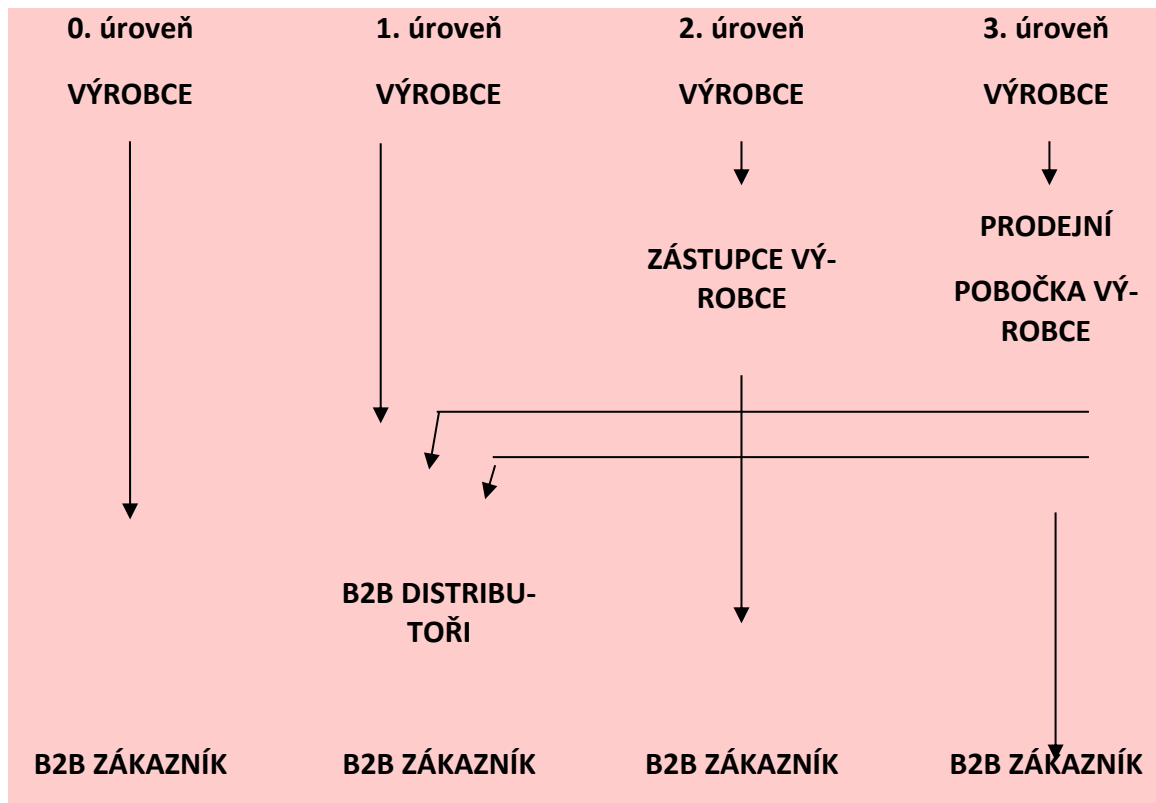 0. úroveň 1. úroveň 2. úroveň 3. úroveň
VÝROBCE VÝROBCE VÝROBCE VÝROBCE
PRODEJNÍ
ZÁSTUPCE VÝ-
ROBCE
POBOČKA VÝ-
ROBCE
B2B DISTRIBU-
TOŘI
B2B ZÁKAZNÍK B2B ZÁKAZNÍK B2B ZÁKAZNÍK B2B ZÁKAZNÍK